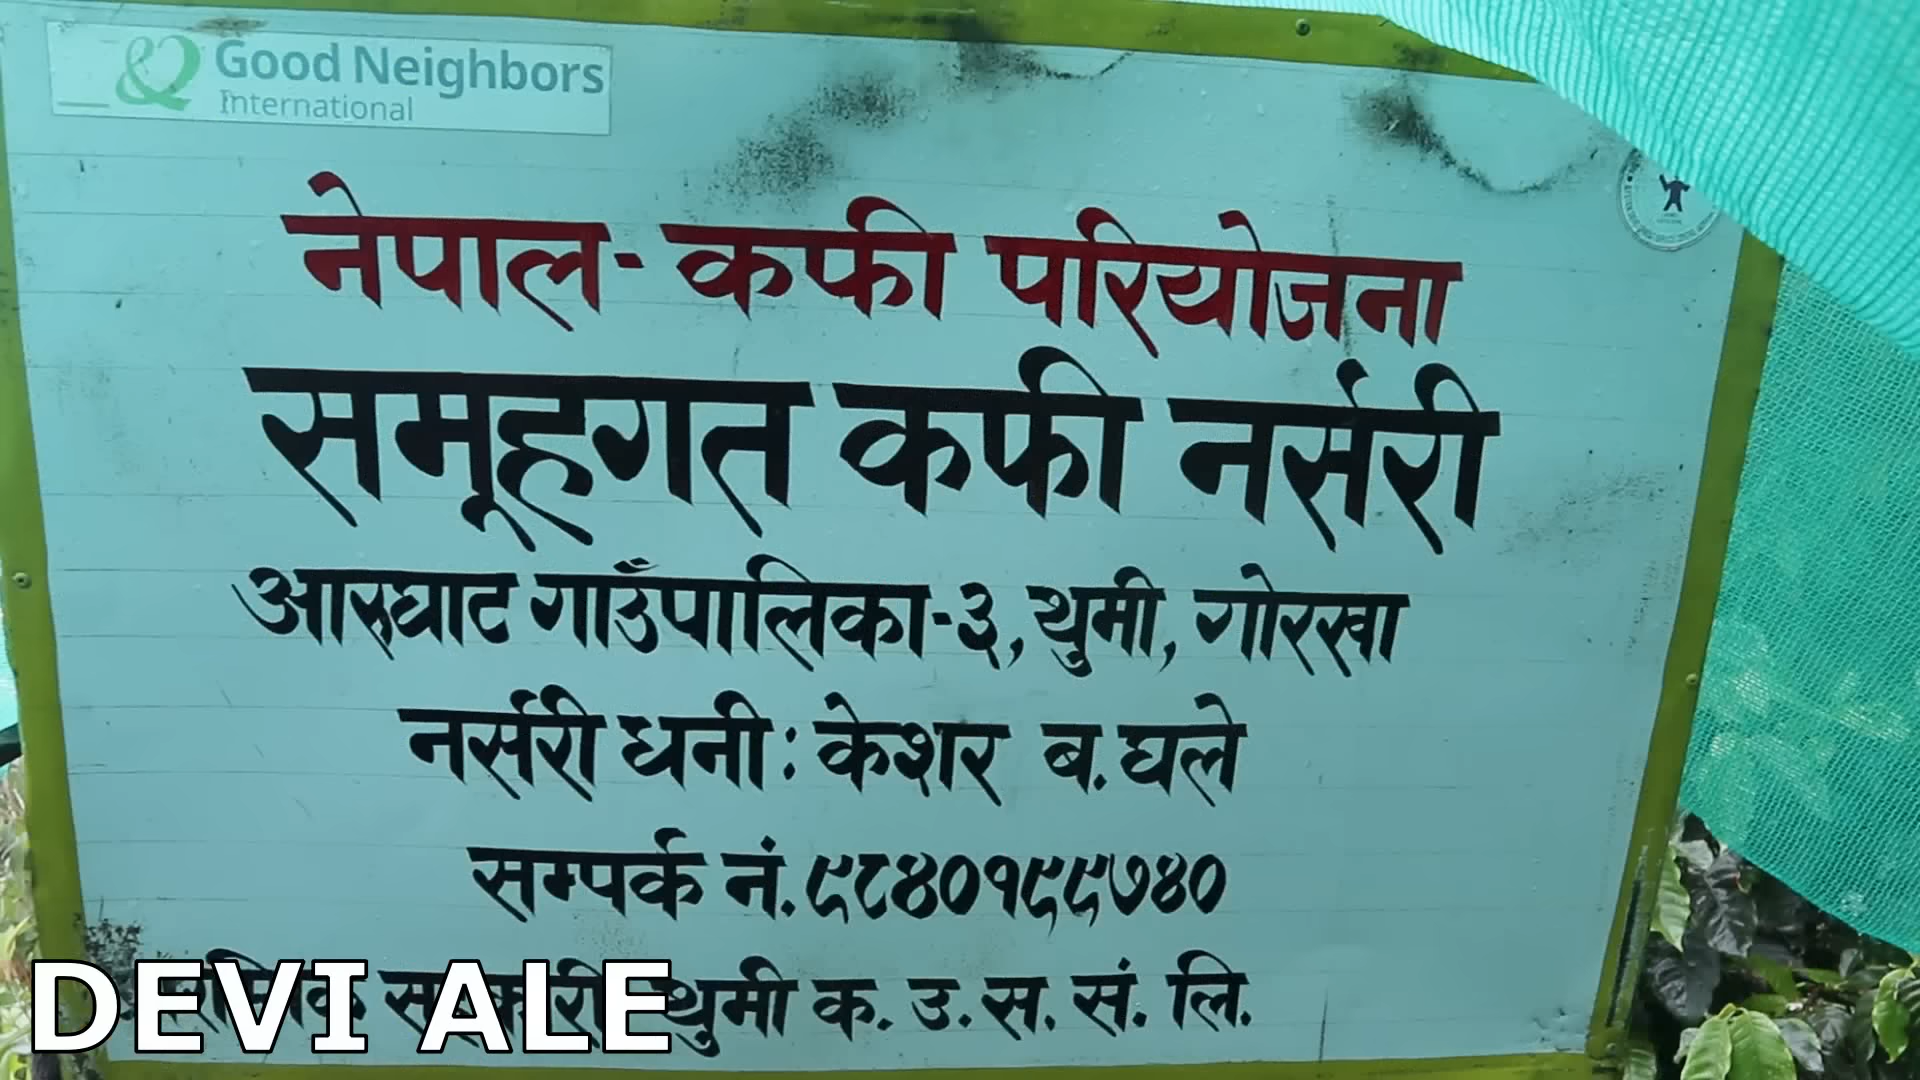 Good Neighbors
International
नेपाल- कफी परियोजना
समूहगत कफी नर्सरी
आरुघाट गाउँपालिका-३, थुमी, गोरखा
नर्सरी धनी: केशर ब. घले
सम्पर्क नं. ९८४०१९९७४०
थुमी क. उ. स. सं. लि.
DEVI ALE